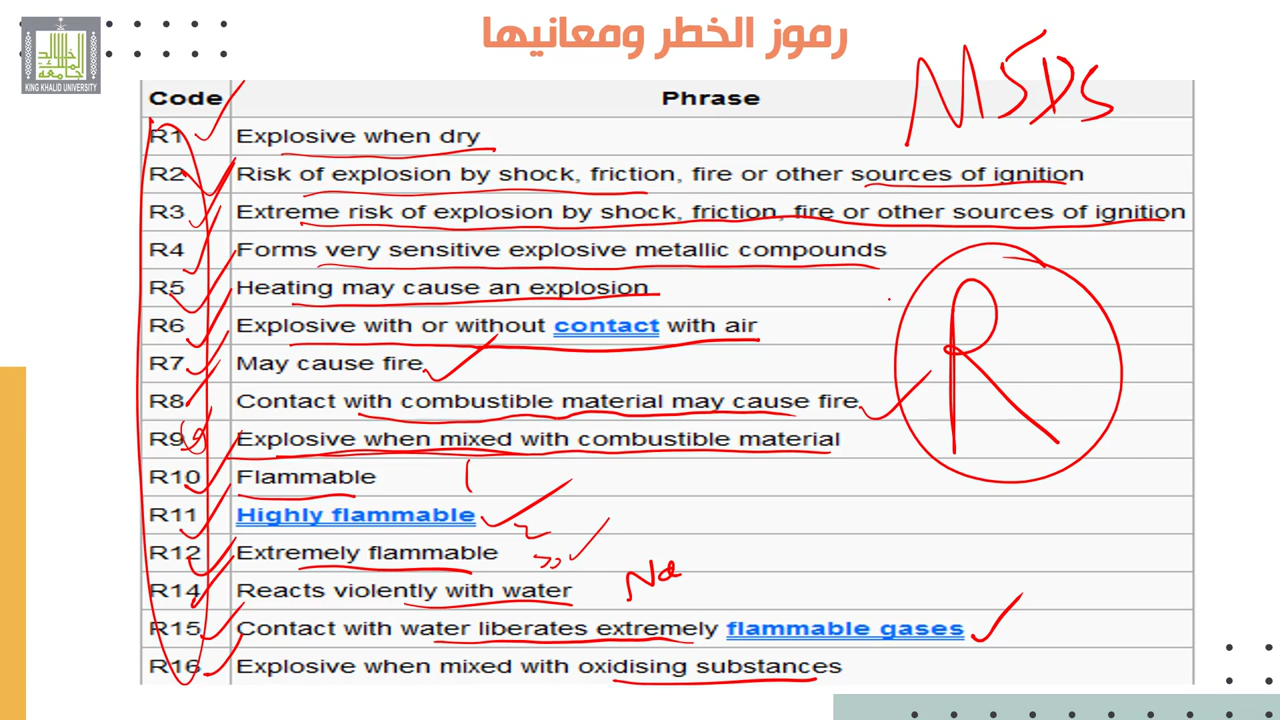 رموز الخطر ومعانيها
KING KHALID UNIVERSITY
MSDS
Code Phrase
R1 Explosive when dry
R2 Risk of explosion by shock, friction, fire or other sources of ignition
R3 Extreme risk of explosion by shock, friction, fire or other sources of ignition
R4 Forms very sensitive explosive metallic compounds
R5 Heating may cause an explosion
R6 Explosive with or without contact with air
R7 May cause fire
R8 Contact with combustible material may cause fire
R9 Explosive when mixed with combustible material
R10 Flammable
R11 Highly flammable
R12 Extremely flammable
R14 Reacts violently with water
R15 Contact with water liberates extremely flammable gases
R16 Explosive when mixed with oxidising substances
R
Na